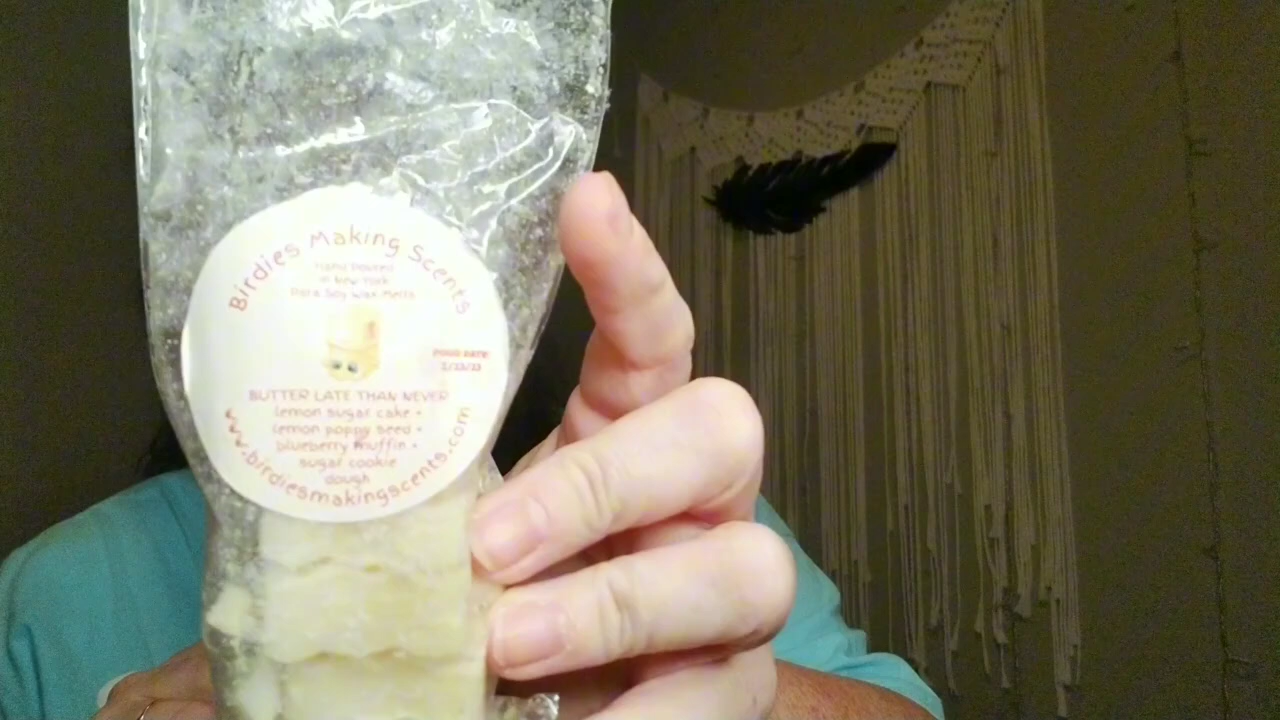 Birdies Making Scents
Hand Poured
in New York
Para Soy Wax Melts
POUR DATE:
BUTTER LATE THAN NEVER
lemon sugar cake •
lemon poppy seed •
blueberry muffin •
sugar cookie
dough
www.birdiesmakingscents.com